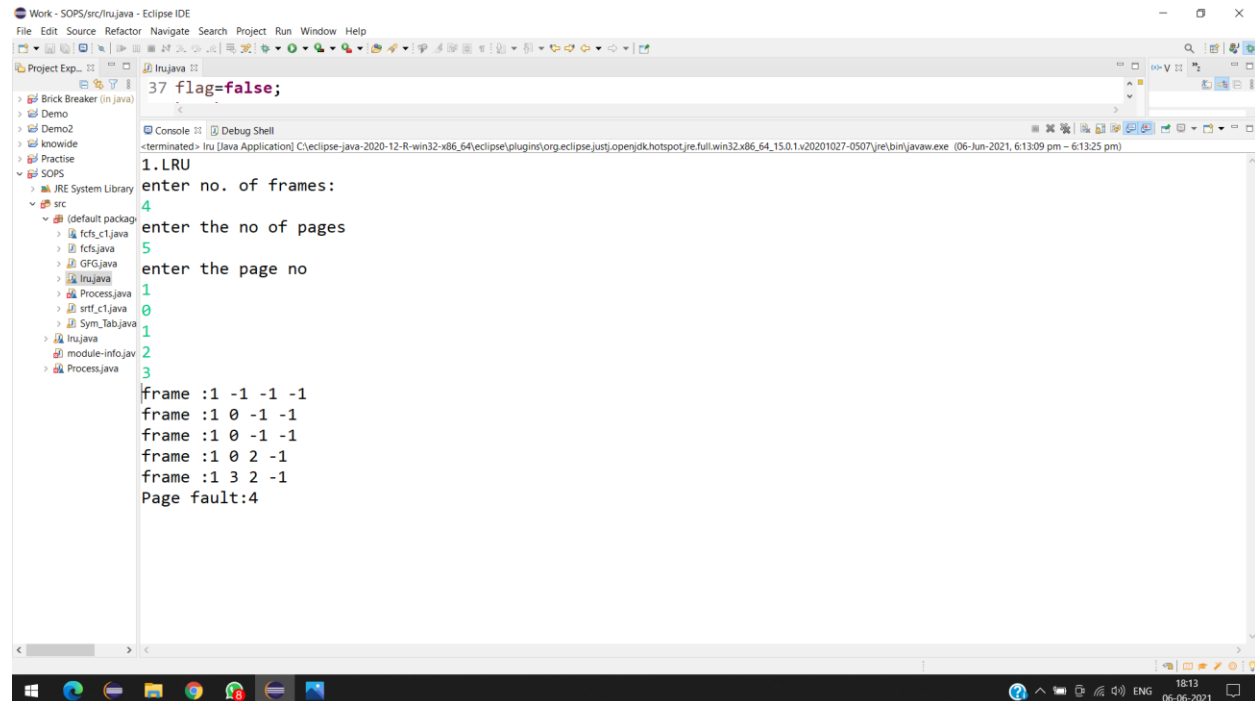 Work - SOPS/src/lru.java - Eclipse IDE
File Edit Source Refactor Navigate Search Project Run Window Help
Project Exp...
lru.java
V
2
37 flag=false;
Brick Breaker (in java)
Demo
Demo2
knowide
Practise
SOPS
JRE System Library
src
(default packag
fcfs_c1.java
fcfs.java
GFG.java
lru.java
Process.java
srtf_c1.java
Sym_Tab.java
lru.java
module-info.jav
Process.java
Console
Debug Shell
<terminated> lru [Java Application] C:\eclipse-java-2020-12-R-win32-x86_64\eclipse\plugins\org.eclipse.justj.openjdk.hotspot.jre.full.win32.x86_64_15.0.1.v20201027-0507\jre\bin\javaw.exe (06-Jun-2021, 6:13:09 pm – 6:13:25 pm)
1.LRU
enter no. of frames:
4
enter the no of pages
5
enter the page no
1
0
1
2
3
frame :1 -1 -1 -1
frame :1 0 -1 -1
frame :1 0 -1 -1
frame :1 0 2 -1
frame :1 3 2 -1
Page fault:4
8
ENG
18:13
06-06-2021